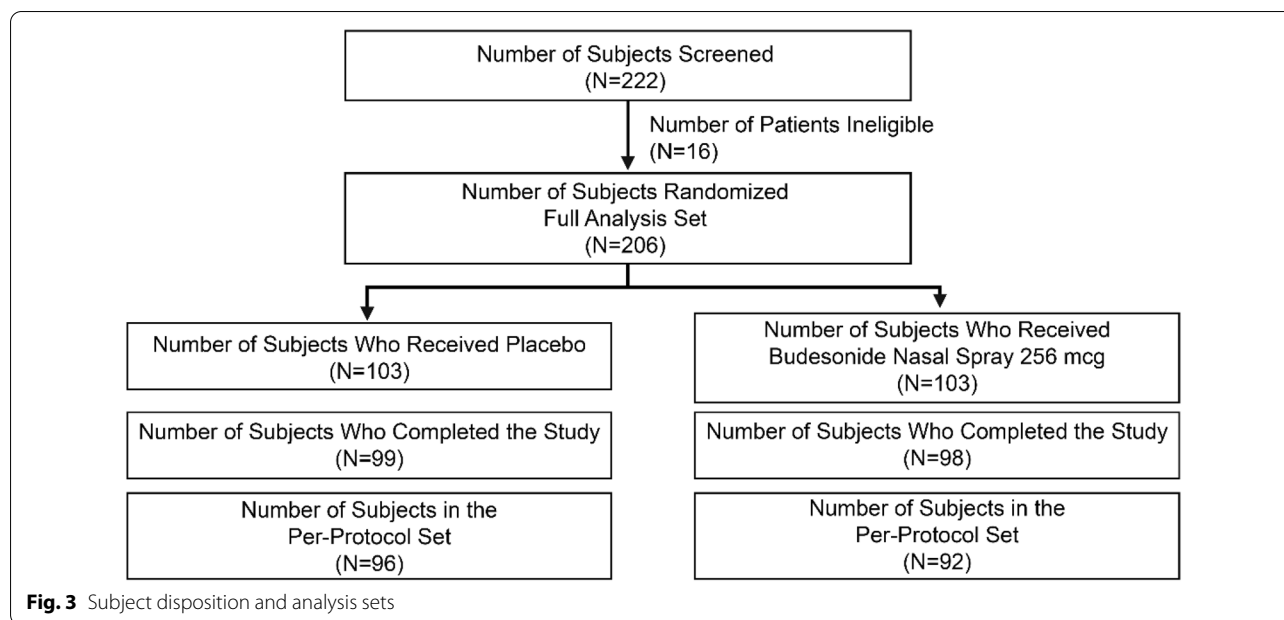 Number of Subjects Screened
(N=222)
Number of Patients Ineligible
(N=16)
Number of Subjects Randomized
Full Analysis Set
(N=206)
Number of Subjects Who Received Placebo
(N=103)
Number of Subjects Who Received
Budesonide Nasal Spray 256 mcg
(N=103)
Number of Subjects Who Completed the Study
(N=99)
Number of Subjects Who Completed the Study
(N=98)
Number of Subjects in the
Per-Protocol Set
(N=96)
Number of Subjects in the
Per-Protocol Set
(N=92)
Fig. 3 Subject disposition and analysis sets